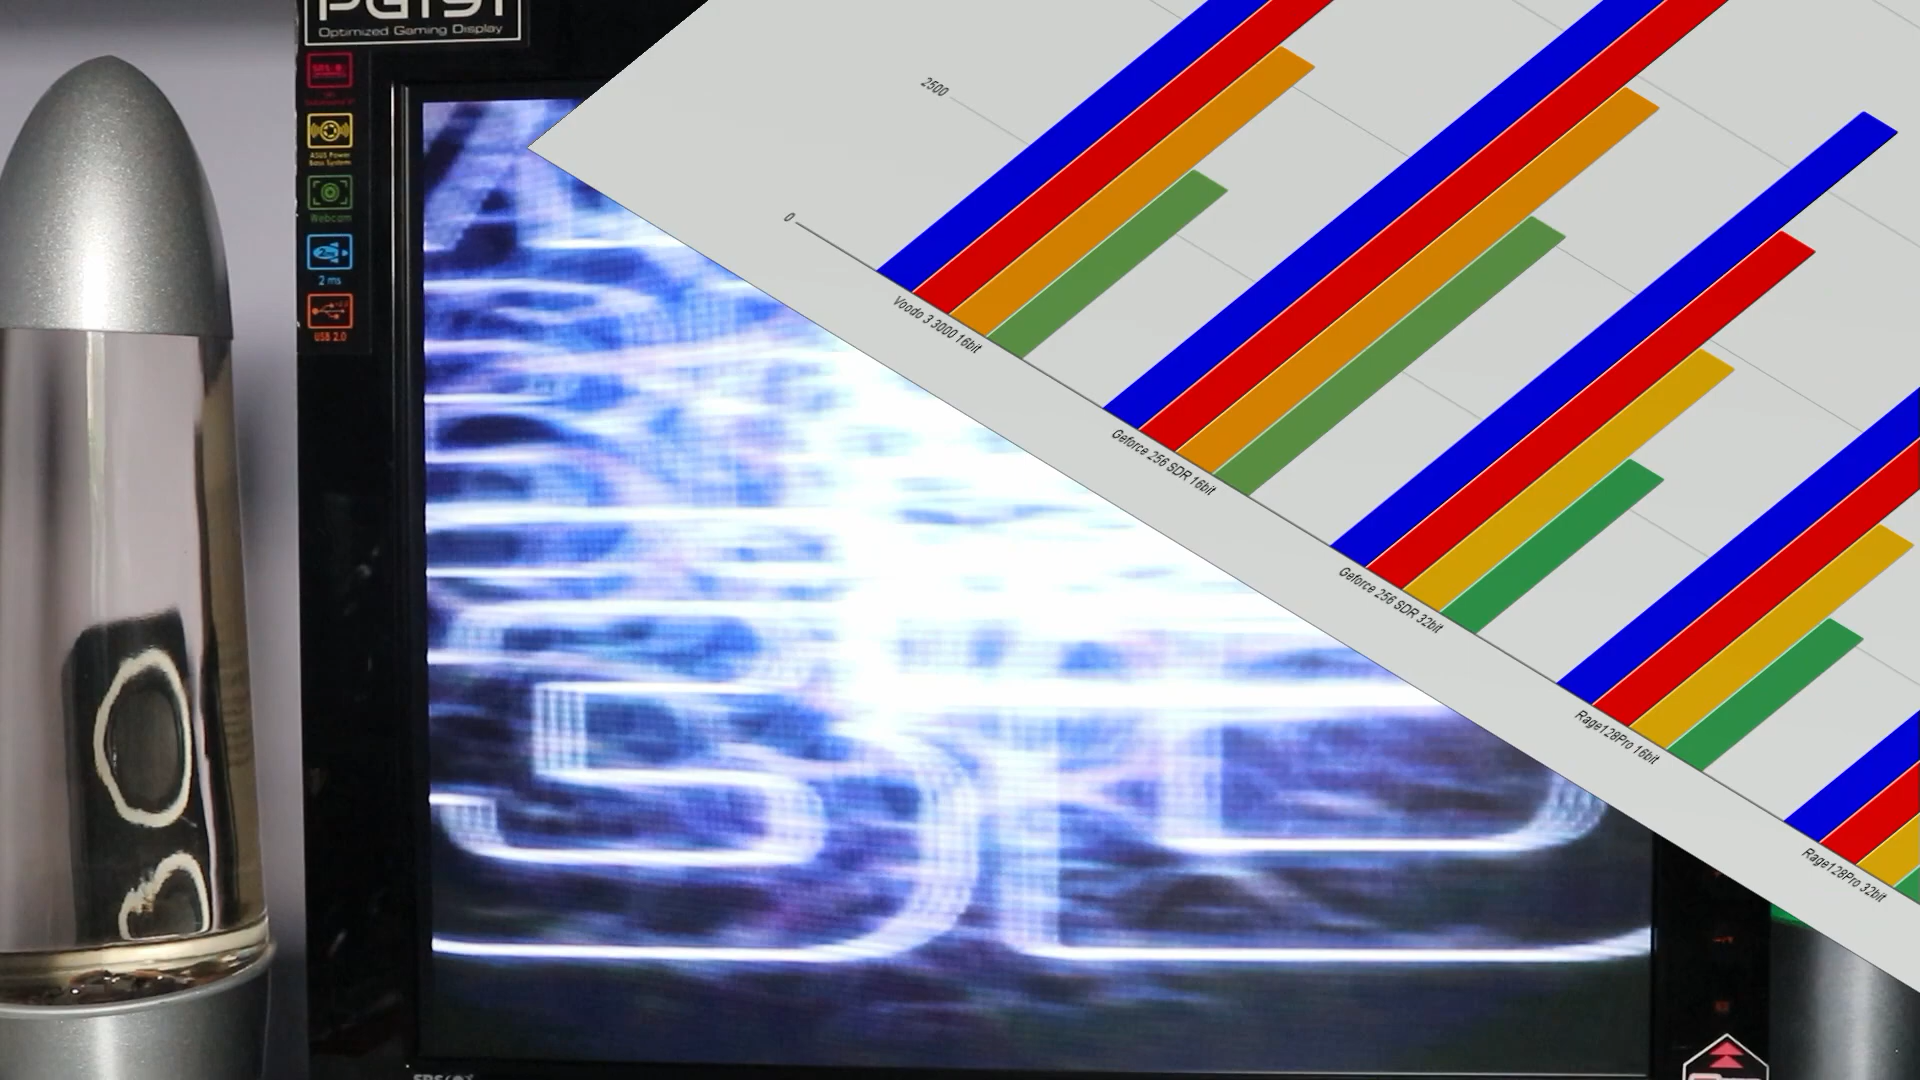 PG191
Optimized Gaming Display
ASUS Power
Bass System
Webcam
2 ms
USB 2.0
2500
0
Voodo 3 3000 16bit
Geforce 256 SDR 16bit
Geforce 256 SDR 32bit
Rage128Pro 16bit
Rage128Pro 32bit